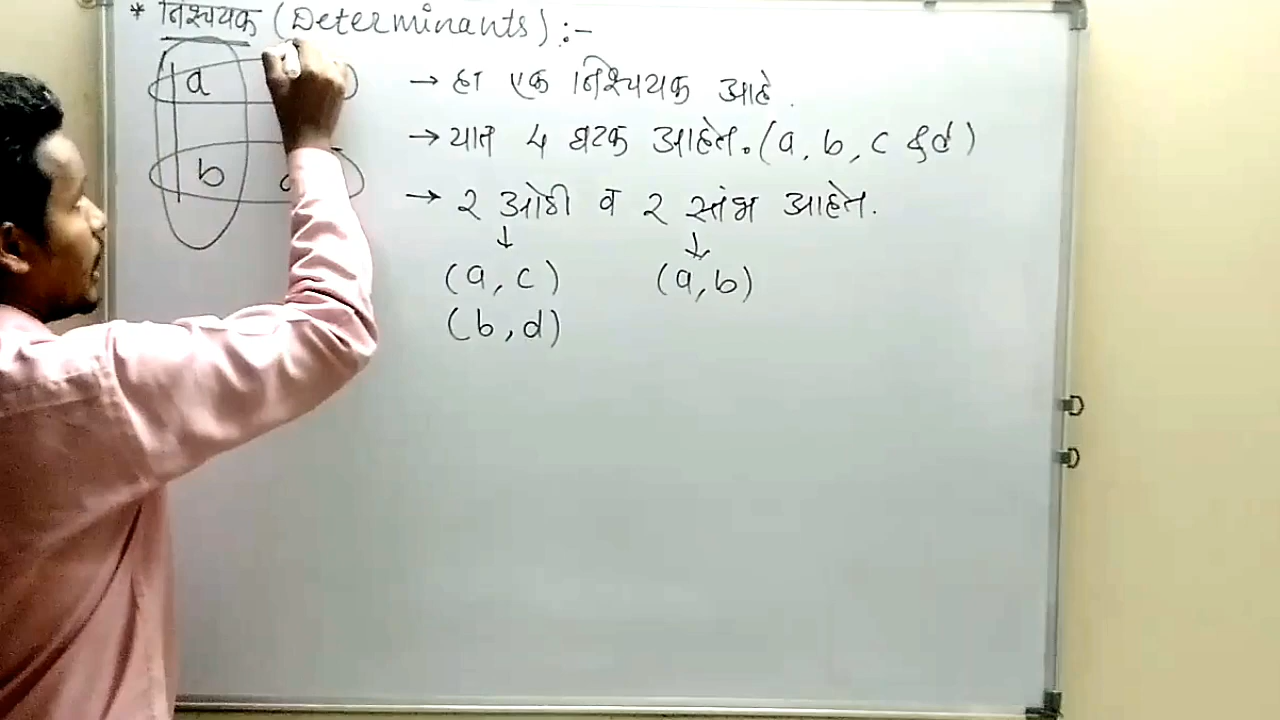 * निश्चयक (Determinants) :-
a
b
→ हा एक निश्चयक आहे.
→ यात ४ घटक आहेत. (a, b, c & d)
→ २ ओळी व २ स्तंभ आहेत.
↓ ↓
(a, c) (a, b)
(b, d)